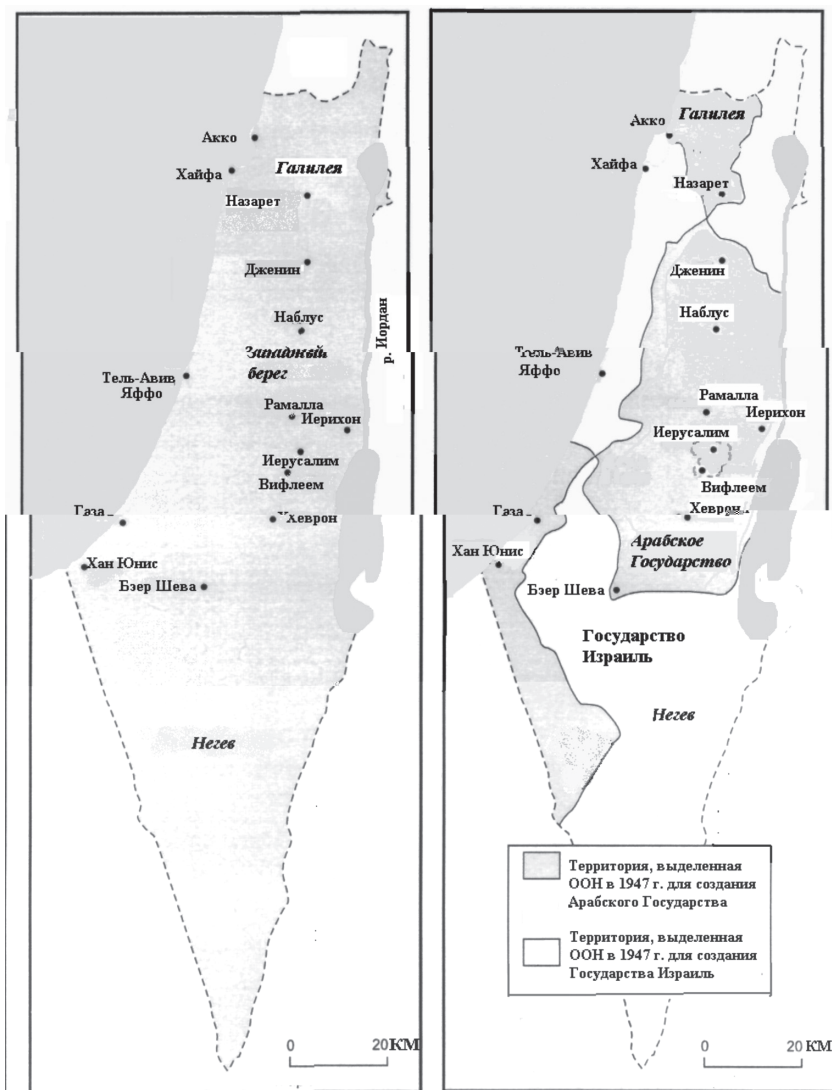 Акко
Галилея
Хайфа
Назарет
Дженин
Наблус
р. Иордан
Западный
берег
Тель-Авив
Яффо
Рамалла
Иерихон
Иерусалим
Вифлеем
Газа
Хеврон
Хан Юнис
Бэер Шева
Негев
0
20 КМ
Галилея
Акко
Хайфа
Назарет
Дженин
Наблус
Тель-Авив
Яффо
Рамалла
Иерихон
Иерусалим
Вифлеем
Хеврон
Газа
Арабское
Государство
Хан Юнис
Бэер Шева
Государство
Израиль
Негев
Территория, выделенная
ООН в 1947 г. для создания
Арабского Государства
Территория, выделенная
ООН в 1947 г. для создания
Государства Израиль
0
20 КМ